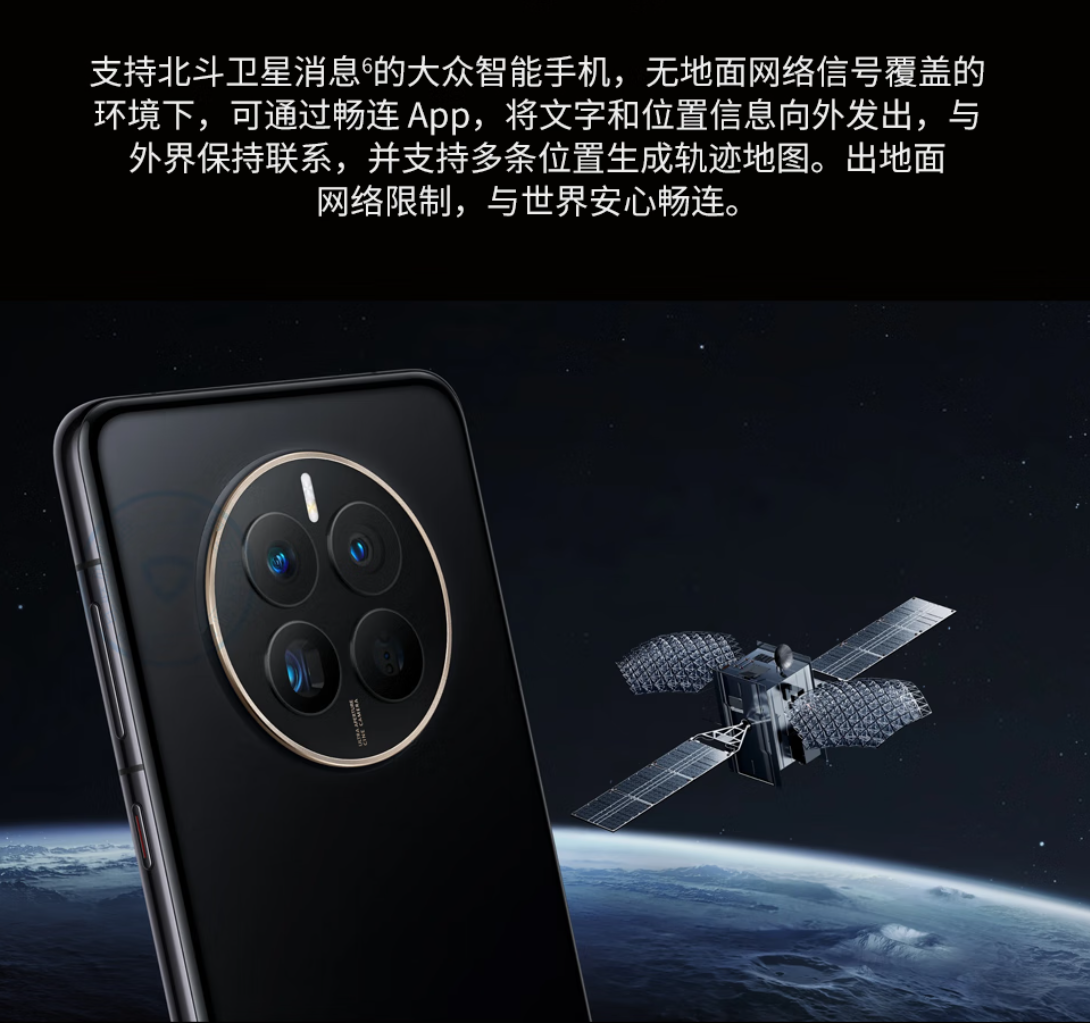 支持北斗卫星消息⁶的大众智能手机，无地面网络信号覆盖的
环境下，可通过畅连 App，将文字和位置信息向外发出，与
外界保持联系，并支持多条位置生成轨迹地图。出地面
网络限制，与世界安心畅连。
ULTRA APERTURE
CINE CAMERA